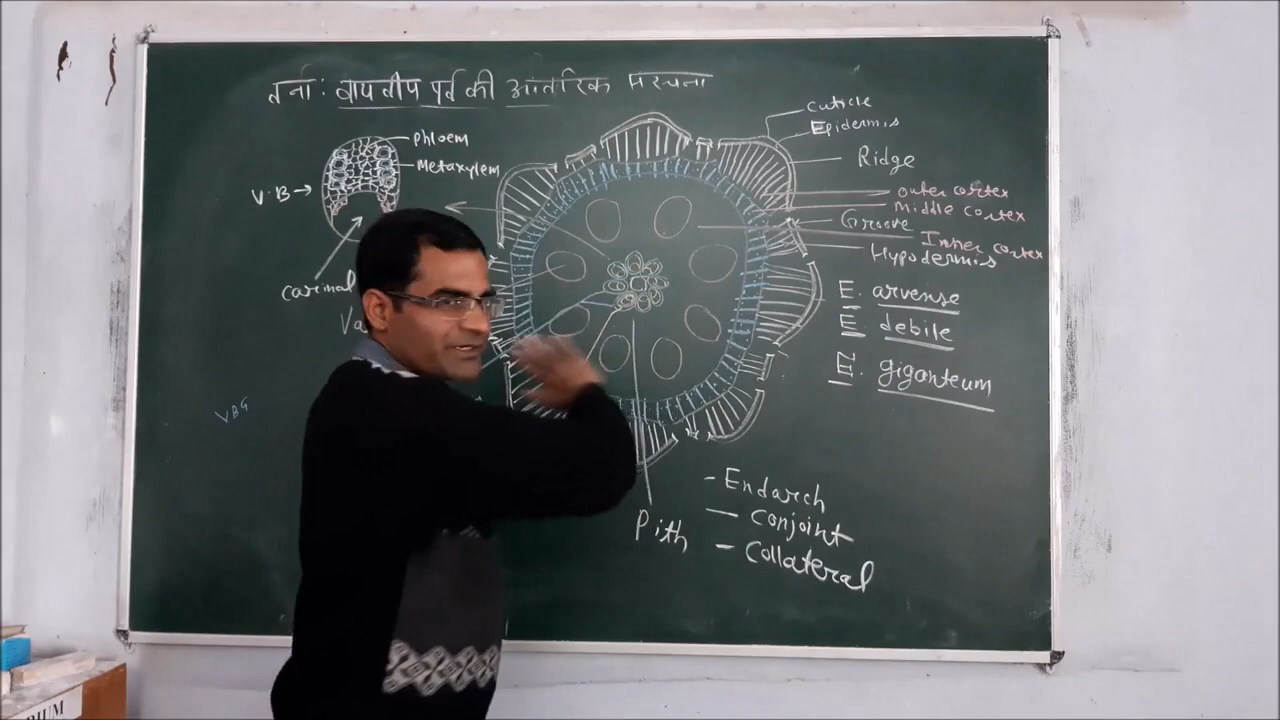 तना: वायवीय पर्व की आंतरिक संरचना
Phloem
Metaxylem
V.B
Carinal
Va
Cuticle
Epidermis
Ridge
outer cortex
Middle cortex
Groove
Inner cortex
Hypodermis
E. arvense
E. debile
E. giganteum
VBG
Pith
- Endarch
- conjoint
- collateral